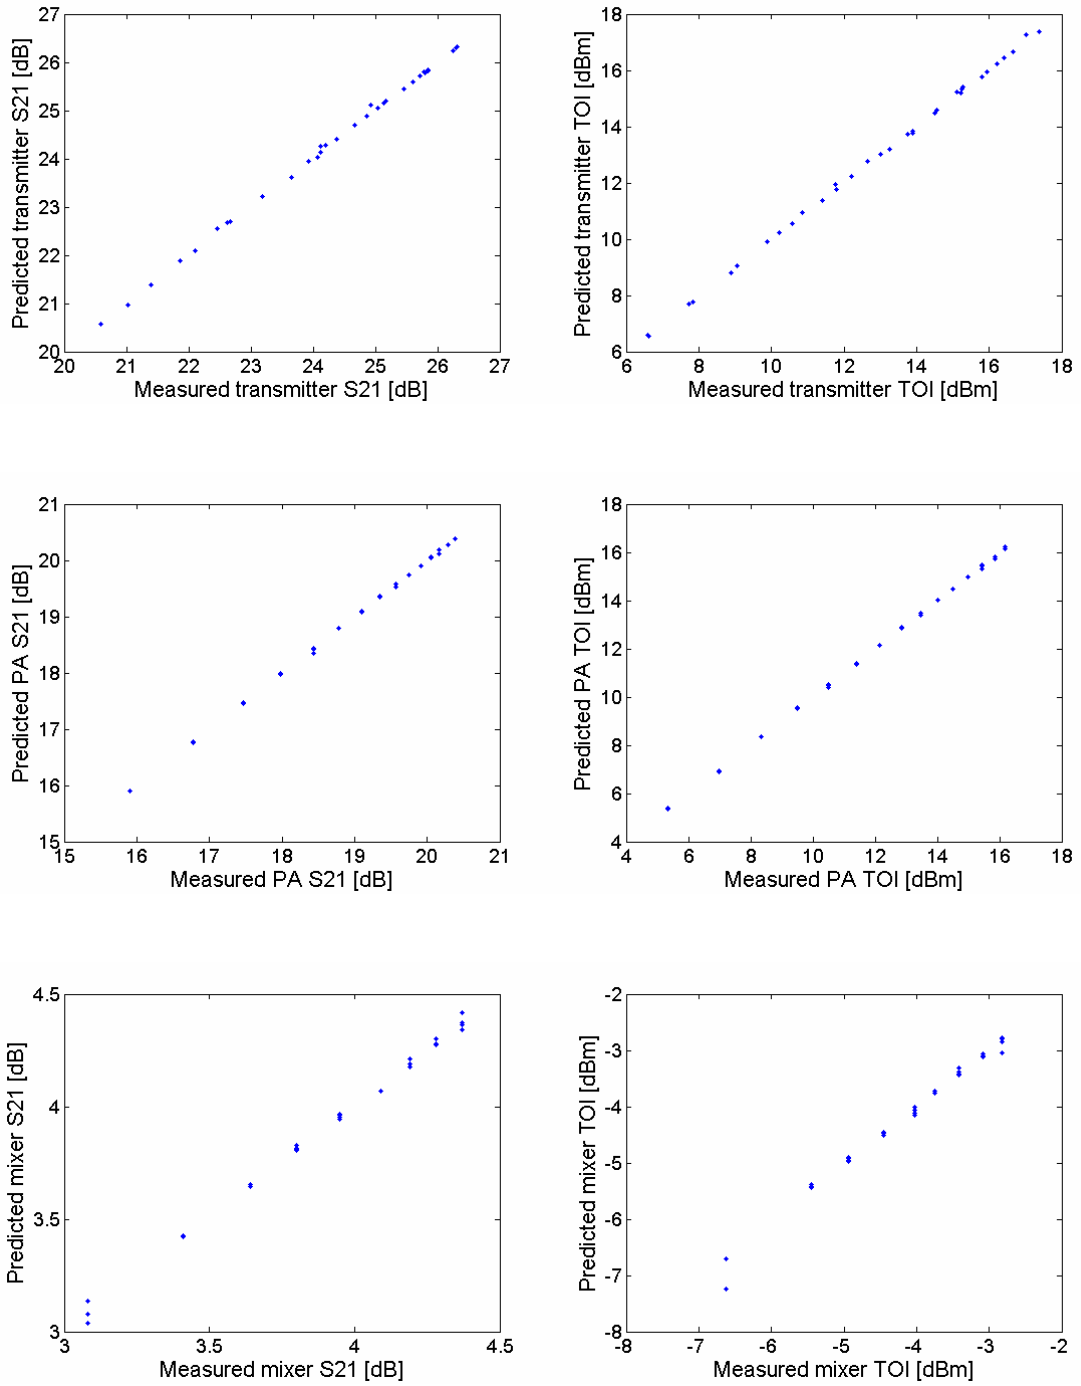 27
26
25
24
23
22
21
20
Predicted transmitter S21 [dB]
20 21 22 23 24 25 26 27
Measured transmitter S21 [dB]
18
16
14
12
10
8
6
Predicted transmitter TOI [dBm]
6 8 10 12 14 16 18
Measured transmitter TOI [dBm]
21
20
19
18
17
16
15
Predicted PA S21 [dB]
15 16 17 18 19 20 21
Measured PA S21 [dB]
18
16
14
12
10
8
6
4
Predicted PA TOI [dBm]
4 6 8 10 12 14 16 18
Measured PA TOI [dBm]
4.5
4
3.5
3
Predicted mixer S21 [dB]
3 3.5 4 4.5
Measured mixer S21 [dB]
-2
-3
-4
-5
-6
-7
-8
Predicted mixer TOI [dBm]
-8 -7 -6 -5 -4 -3 -2
Measured mixer TOI [dBm]